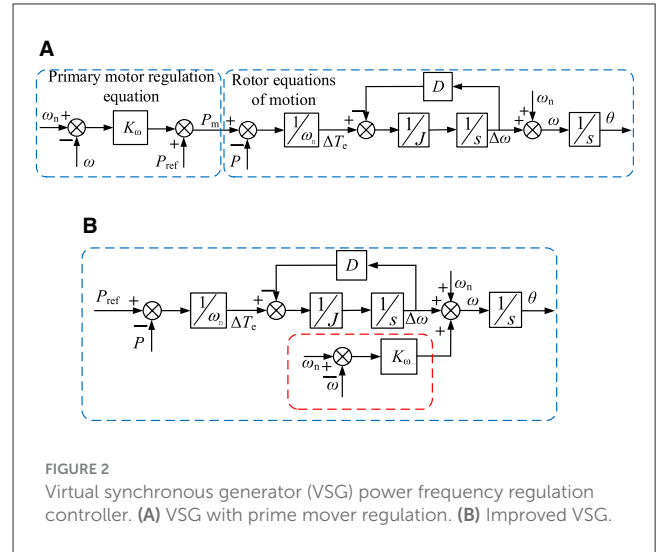 A
Primary motor regulation
equation
Rotor equations
of motion
D
ωn
ωn +
−
Kω
Pm
+
+
−
1/ωn
ΔTe
+
−
1/J
1/s
Δω
+
+
ω
1/s
θ
ω
Pref
+
P
B
D
ωn
Pref
+
−
P
1/ωn
ΔTe
+
−
1/J
1/s
Δω
+
+
+
ω
1/s
θ
ωn +
−
ω
Kω
FIGURE 2
Virtual synchronous generator (VSG) power frequency regulation
controller. (A) VSG with prime mover regulation. (B) Improved VSG.